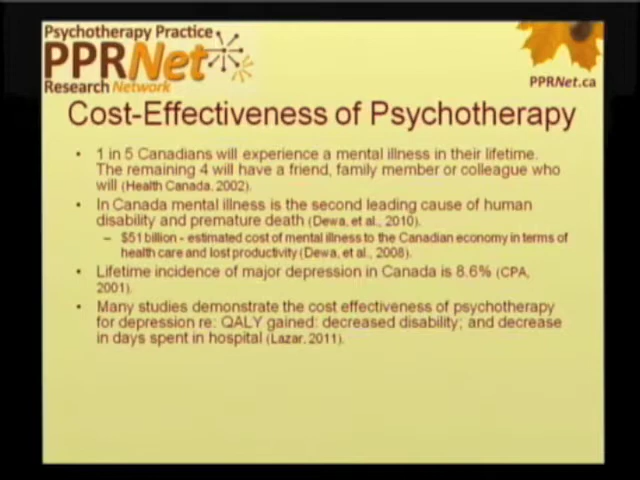 Psychotherapy Practice
PPRNet
Research Network
PPRNet.ca
Cost-Effectiveness of Psychotherapy
• 1 in 5 Canadians will experience a mental illness in their lifetime.
The remaining 4 will have a friend, family member or colleague who
will (Health Canada, 2002).
• In Canada mental illness is the second leading cause of human
disability and premature death (Dewa, et al., 2010).
– $51 billion - estimated cost of mental illness to the Canadian economy in terms of
health care and lost productivity (Dewa, et al., 2008).
• Lifetime incidence of major depression in Canada is 8.6% (CPA,
2001).
• Many studies demonstrate the cost effectiveness of psychotherapy
for depression re: QALY gained: decreased disability; and decrease
in days spent in hospital (Lazar, 2011).